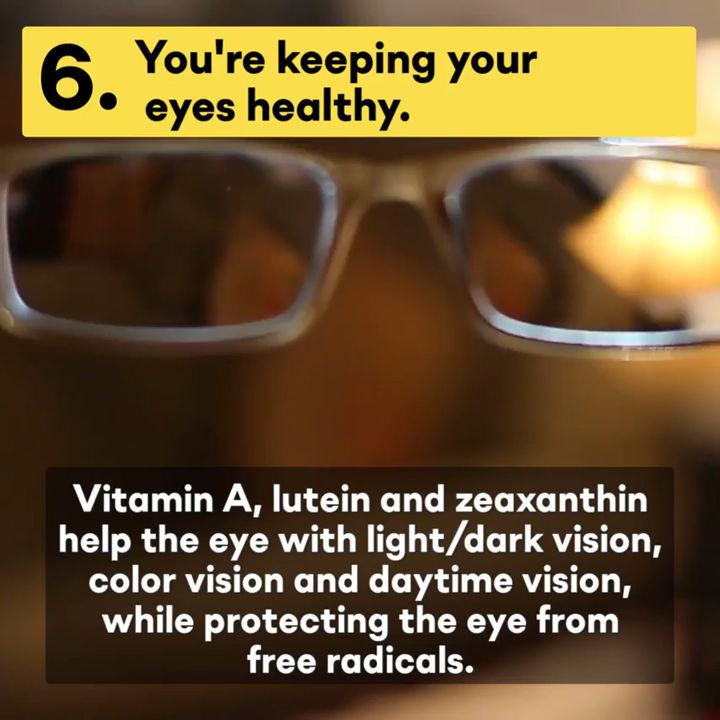 6. You're keeping your
eyes healthy.
Vitamin A, lutein and zeaxanthin
help the eye with light/dark vision,
color vision and daytime vision,
while protecting the eye from
free radicals.